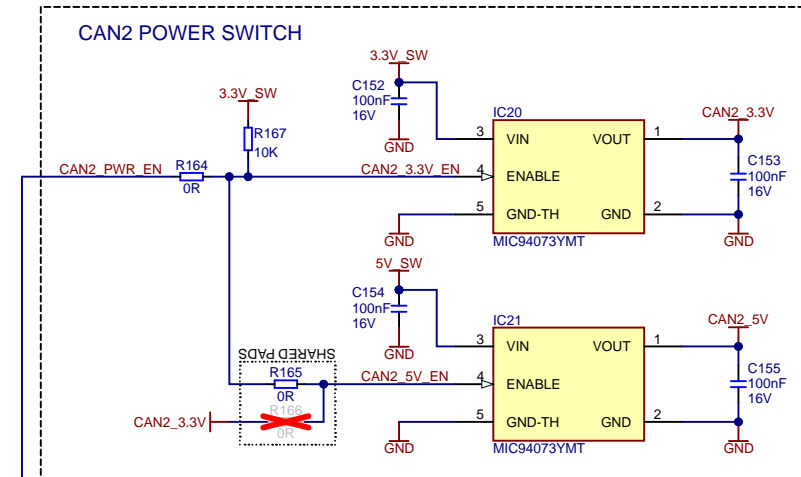 CAN2 POWER SWITCH
3.3V_SW
C152
100nF
16V
GND
IC20
3 VIN VOUT 1
4 ENABLE
5 GND-TH GND 2
MIC94073YMT
CAN2_3.3V
C153
100nF
16V
GND
3.3V_SW
R167
10K
CAN2_PWR_EN
R164
0R
CAN2_3.3V_EN
GND
5V_SW
C154
100nF
16V
GND
IC21
3 VIN VOUT 1
4 ENABLE
5 GND-TH GND 2
MIC94073YMT
CAN2_5V
C155
100nF
16V
GND
SHARED PADS
R165
0R
CAN2_5V_EN
R166
0R
CAN2_3.3V
GND